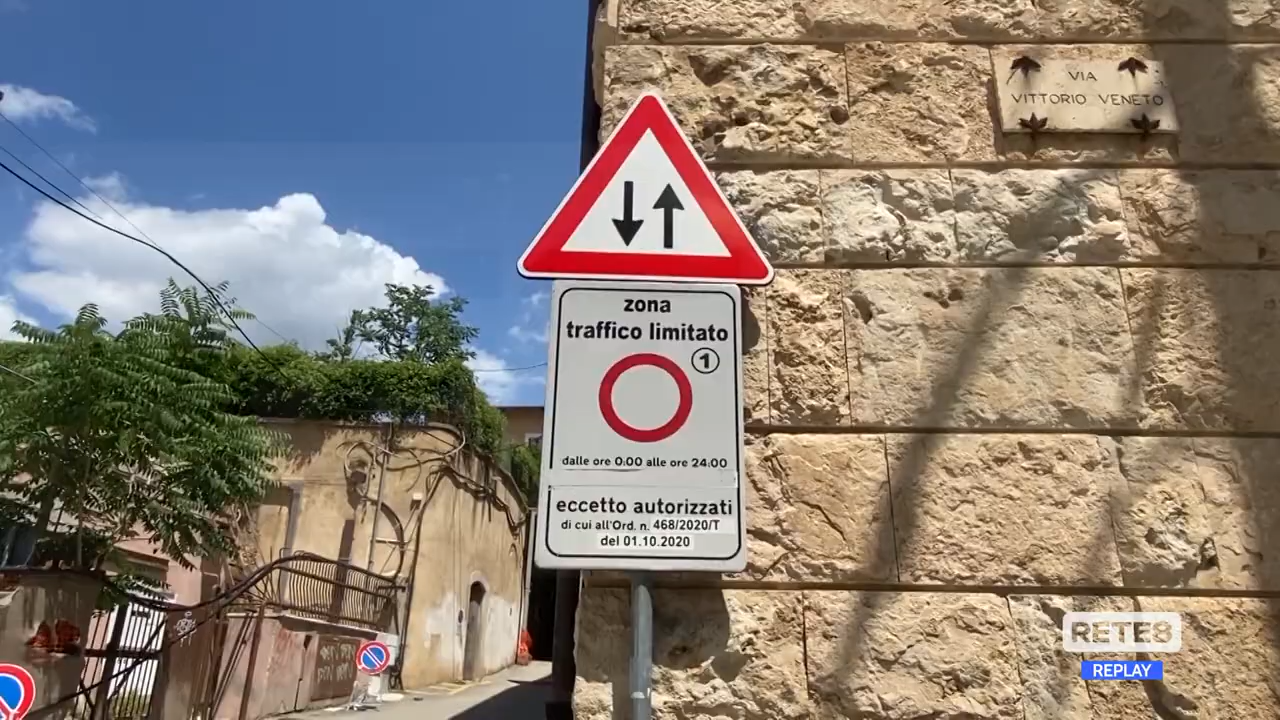 VIA
VITTORIO VENETO
zona
traffico limitato
1
dalle ore 0:00 alle ore 24:00
eccetto autorizzati
di cui all'Ord. n. 468/2020/T
del 01.10.2020
RETE8
REPLAY